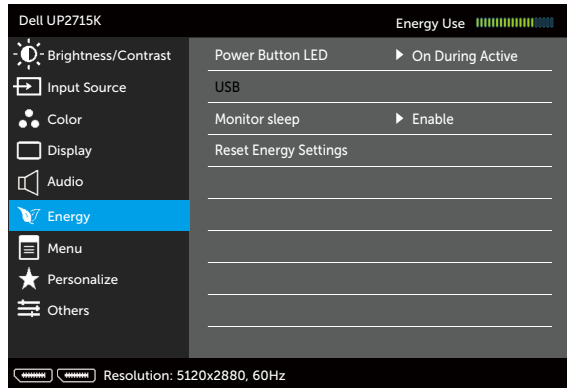 Dell UP2715K
Energy Use
Brightness/Contrast
Power Button LED
On During Active
Input Source
USB
Color
Monitor sleep
Enable
Display
Reset Energy Settings
Audio
Energy
Menu
Personalize
Others
Resolution: 5120x2880, 60Hz